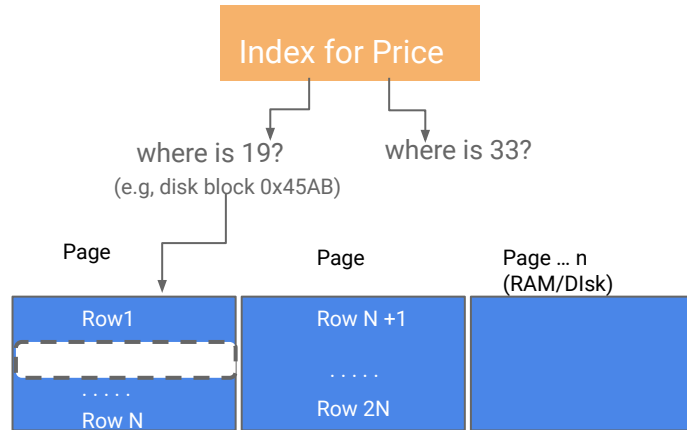 Index for Price
where is 19?
(e.g, disk block 0x45AB)
where is 33?
Page
Page
Page ... n
(RAM/DIsk)
Row1
. . . . .
Row N
Row N +1
. . . . .
Row 2N